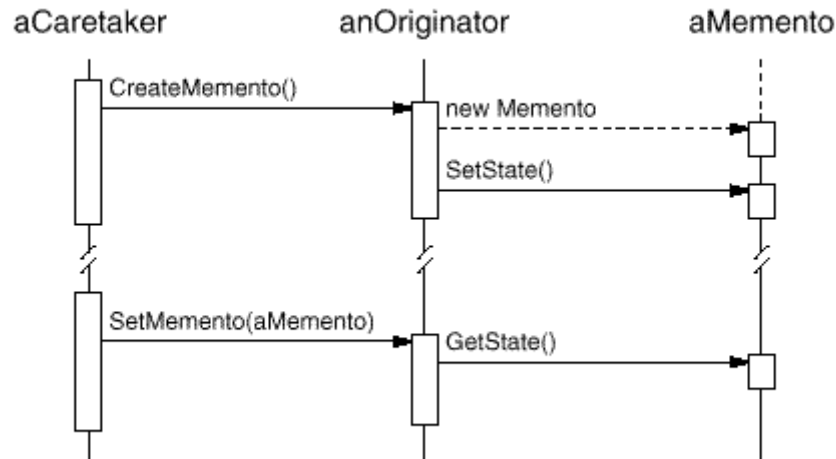 aCaretaker anOriginator aMemento
CreateMemento()
new Memento
SetState()
SetMemento(aMemento)
GetState()